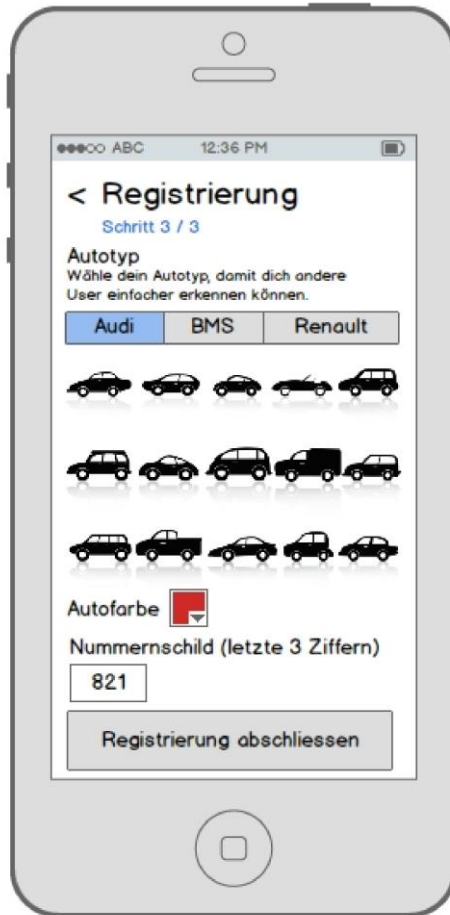 ABC 12:36 PM
< Registrierung
Schritt 3 / 3
Autotyp
Wähle dein Autotyp, damit dich andere
User einfacher erkennen können.
Audi BMS Renault
Autofarbe
Nummernschild (letzte 3 Ziffern)
821
Registrierung abschliessen